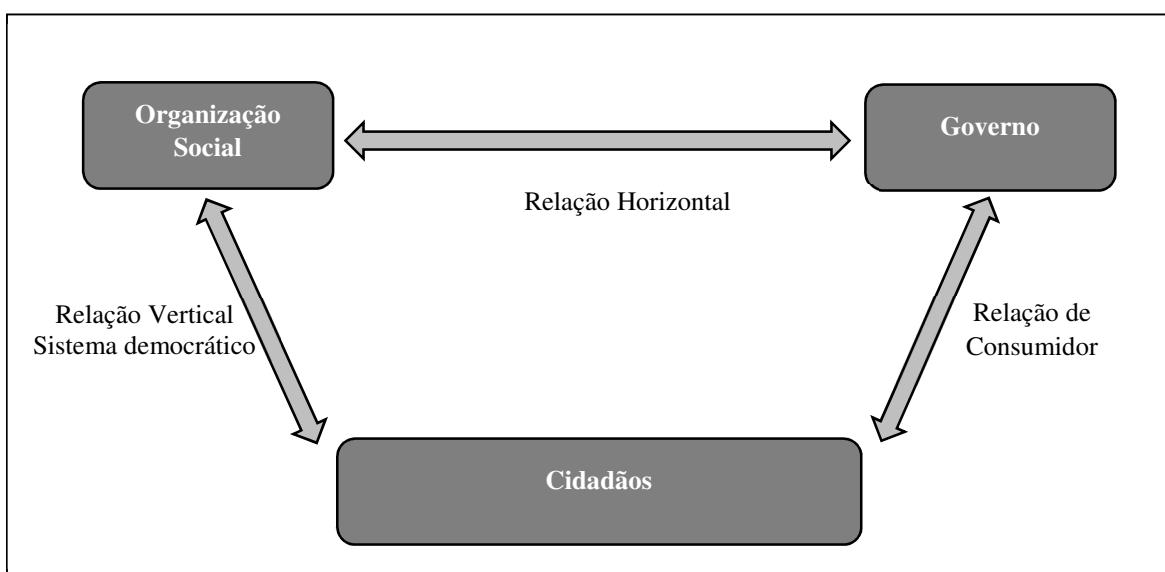 Organização
Social
Governo
Relação Horizontal
Relação Vertical
Sistema democrático
Relação de
Consumidor
Cidadãos